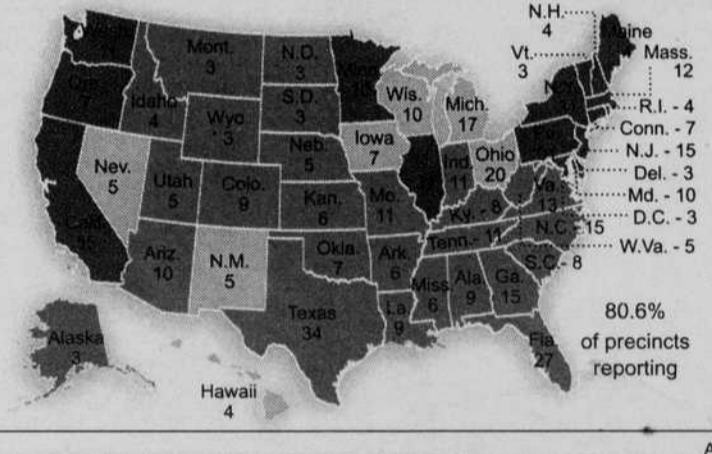 N.H.
4
Vt.
3
Maine
4
Mass.
12
R.I. - 4
Conn. - 7
N.J. - 15
Del. - 3
Md. - 10
D.C. - 3
W.Va. - 5
Wash.
Mont.
3
N.D.
3
S.D.
3
Idaho
4
Wyo
3
Neb.
5
Wis.
10
Mich.
17
Iowa
7
Nev.
5
Utah
5
Colo.
9
Kan.
6
Mo.
11
Ind.
11
Ohio
20
Va.
13
Ky. - 8
N.C. - 15
Tenn.- 11
S.C. - 8
Calif.
55
Ariz.
10
N.M.
5
Okla.
7
Ark.
6
Miss.
6
Ala.
9
Ga.
15
Texas
34
La.
9
Fla.
27
Alaska
3
Hawaii
4
80.6%
of precincts
reporting